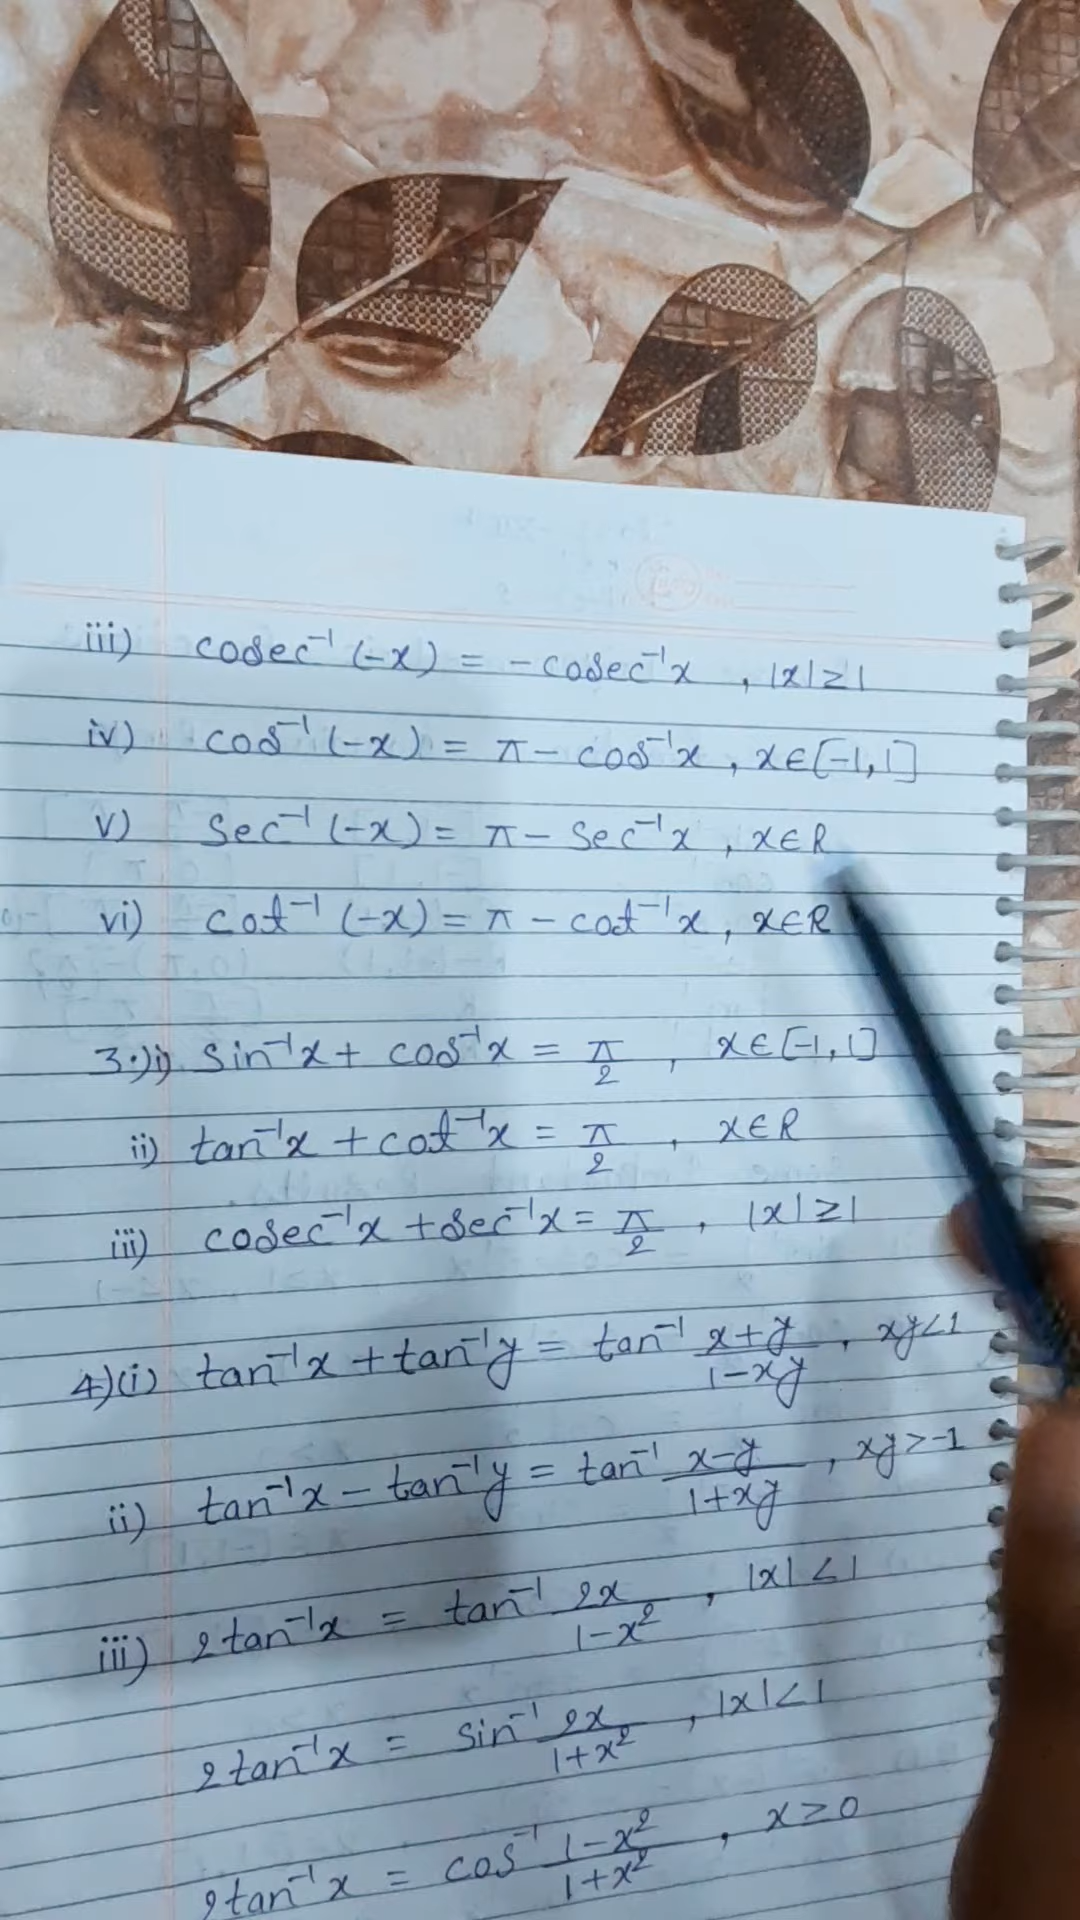 iii) cosec⁻¹(-x) = -cosec⁻¹x , |x|≥1
iv) cos⁻¹(-x) = π - cos⁻¹x , x∈[-1,1]
v) sec⁻¹(-x) = π - sec⁻¹x , x∈R
vi) cot⁻¹(-x) = π - cot⁻¹x , x∈R
3.)i) sin⁻¹x + cos⁻¹x = π/2 , x∈[-1,1]
ii) tan⁻¹x + cot⁻¹x = π/2 , x∈R
iii) cosec⁻¹x + sec⁻¹x = π/2 , |x|≥1
4)(i) tan⁻¹x + tan⁻¹y = tan⁻¹ (x+y)/(1-xy) , xy<1
ii) tan⁻¹x - tan⁻¹y = tan⁻¹ (x-y)/(1+xy) , xy>-1
iii) 2tan⁻¹x = tan⁻¹ 2x/(1-x²) , |x|<1
2tan⁻¹x = sin⁻¹ 2x/(1+x²) , |x|<1
2tan⁻¹x = cos⁻¹ (1-x²)/(1+x²) , x≥0